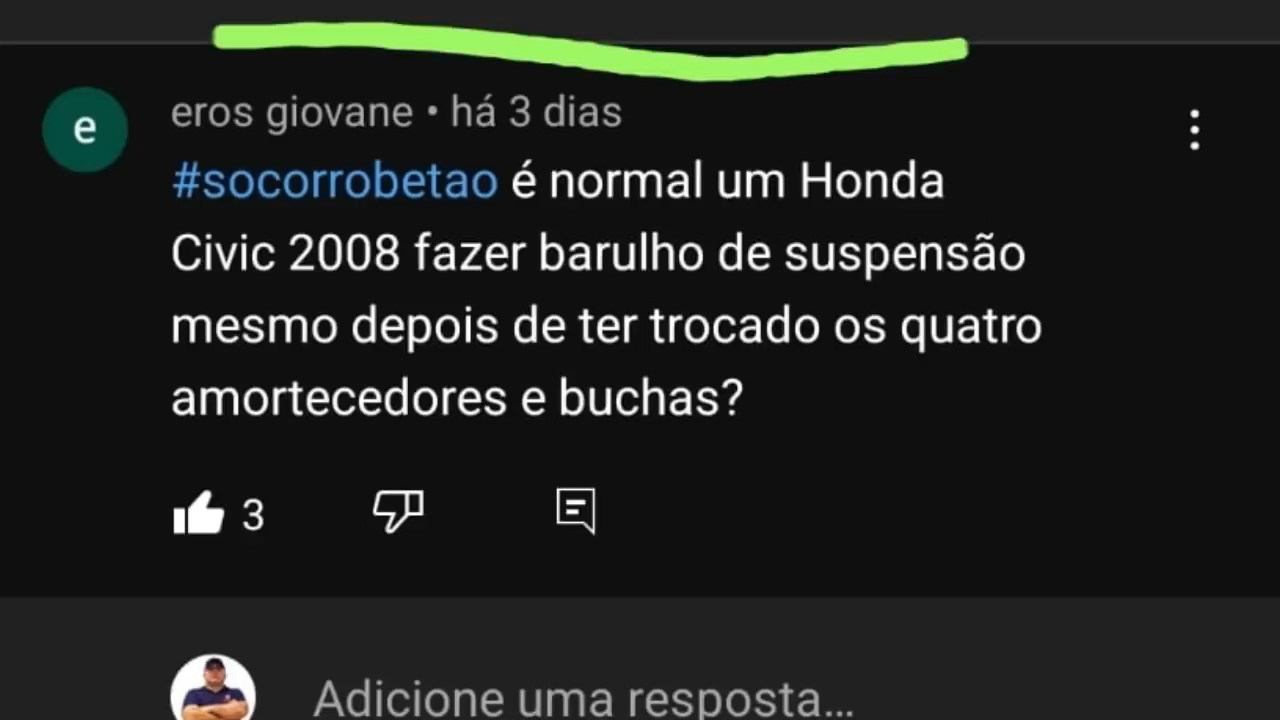 e
eros giovane • há 3 dias
#socorrobetao é normal um Honda
Civic 2008 fazer barulho de suspensão
mesmo depois de ter trocado os quatro
amortecedores e buchas?
3
Adicione uma resposta...